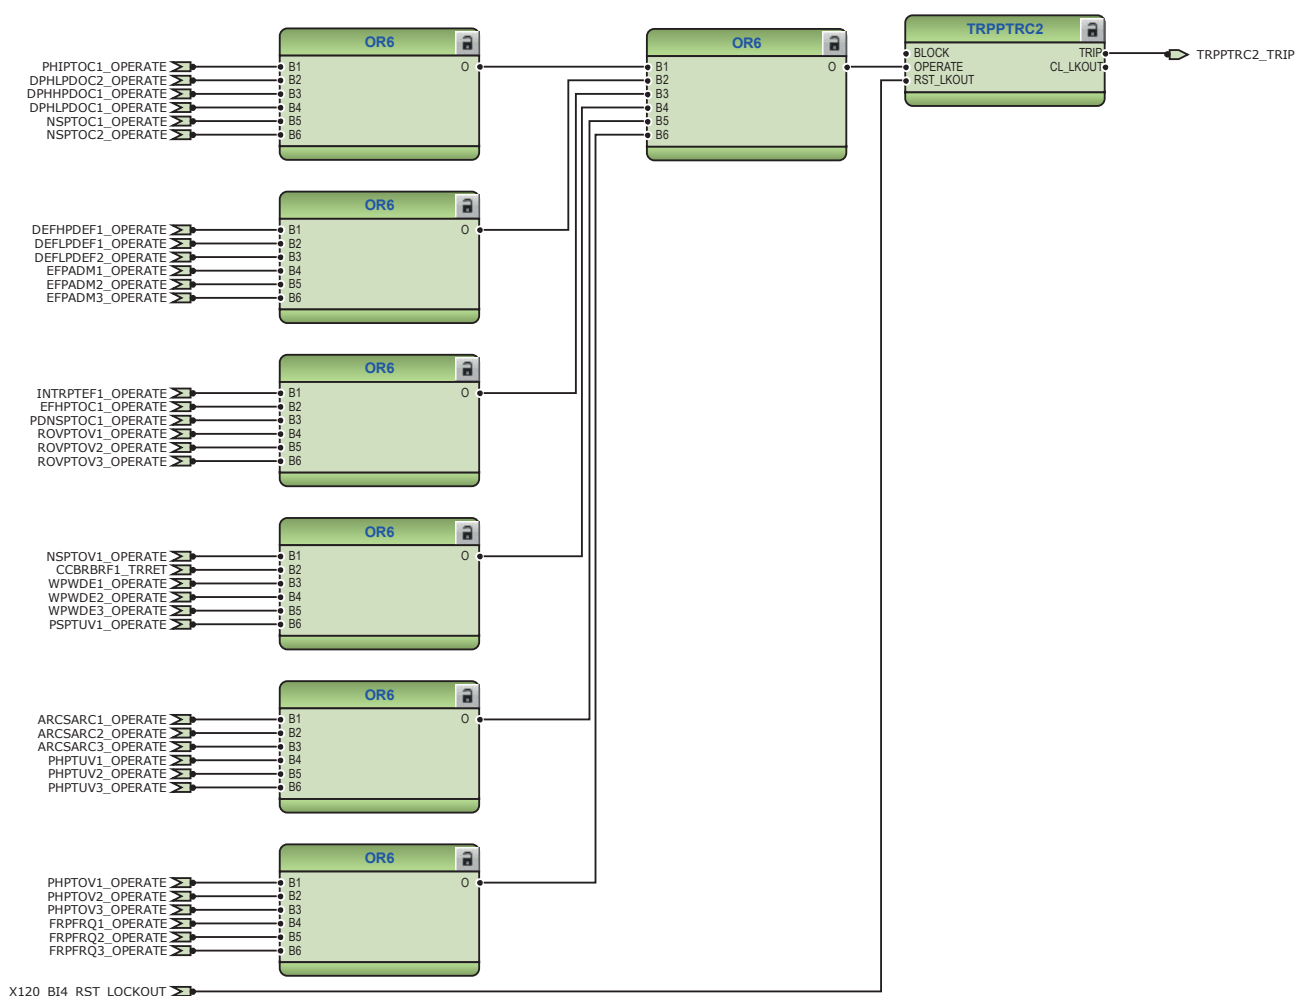 TRPPTRC2
OR6
OR6
BLOCK TRIP TRPPTRC2_TRIP
PHIPTOC1_OPERATE B1 O B1 O OPERATE CL_LKOUT
DPHLPDOC2_OPERATE B2 B2 RST_LKOUT
DPHHPDOC1_OPERATE B3 B3
DPHLPDOC1_OPERATE B4 B4
NSPTOC1_OPERATE B5 B5
NSPTOC2_OPERATE B6 B6
OR6
DEFHPDEF1_OPERATE B1 O
DEFLPDEF1_OPERATE B2
DEFLPDEF2_OPERATE B3
EFPADM1_OPERATE B4
EFPADM2_OPERATE B5
EFPADM3_OPERATE B6
OR6
INTRPTEF1_OPERATE B1 O
EFHPTOC1_OPERATE B2
PDNSPTOC1_OPERATE B3
ROVPTOV1_OPERATE B4
ROVPTOV2_OPERATE B5
ROVPTOV3_OPERATE B6
OR6
NSPTOV1_OPERATE B1 O
CCBRBRF1_TRRET B2
WPWDE1_OPERATE B3
WPWDE2_OPERATE B4
WPWDE3_OPERATE B5
PSPTUV1_OPERATE B6
OR6
ARCSARC1_OPERATE B1 O
ARCSARC2_OPERATE B2
ARCSARC3_OPERATE B3
PHPTUV1_OPERATE B4
PHPTUV2_OPERATE B5
PHPTUV3_OPERATE B6
OR6
PHPTOV1_OPERATE B1 O
PHPTOV2_OPERATE B2
PHPTOV3_OPERATE B3
FRPFRQ1_OPERATE B4
FRPFRQ2_OPERATE B5
FRPFRQ3_OPERATE B6
X120_BI4_RST_LOCKOUT